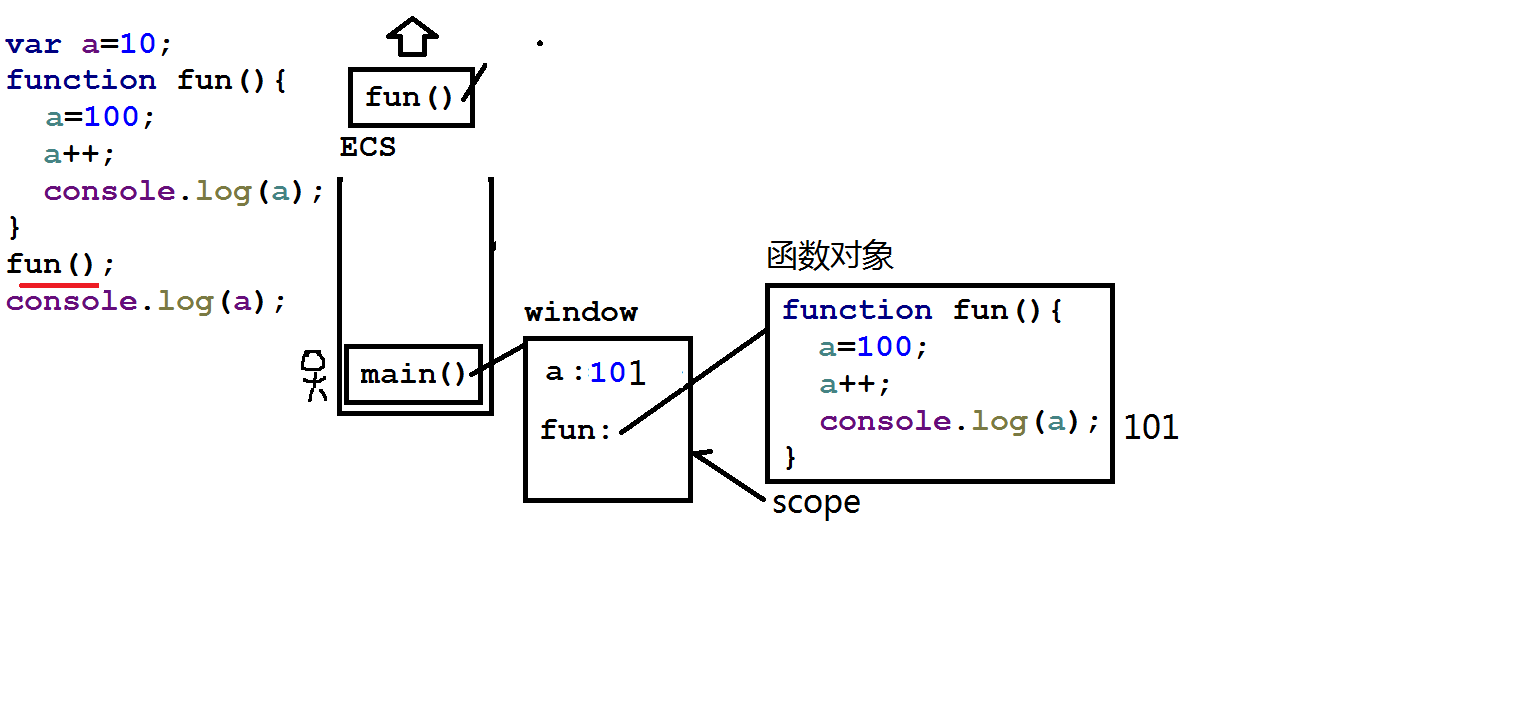 var a=10;
function fun(){
a=100;
a++;
console.log(a);
}
fun();
console.log(a);
fun()
ECS
main()
window
a:101
fun:
函数对象
function fun(){
a=100;
a++;
console.log(a);
}
101
scope